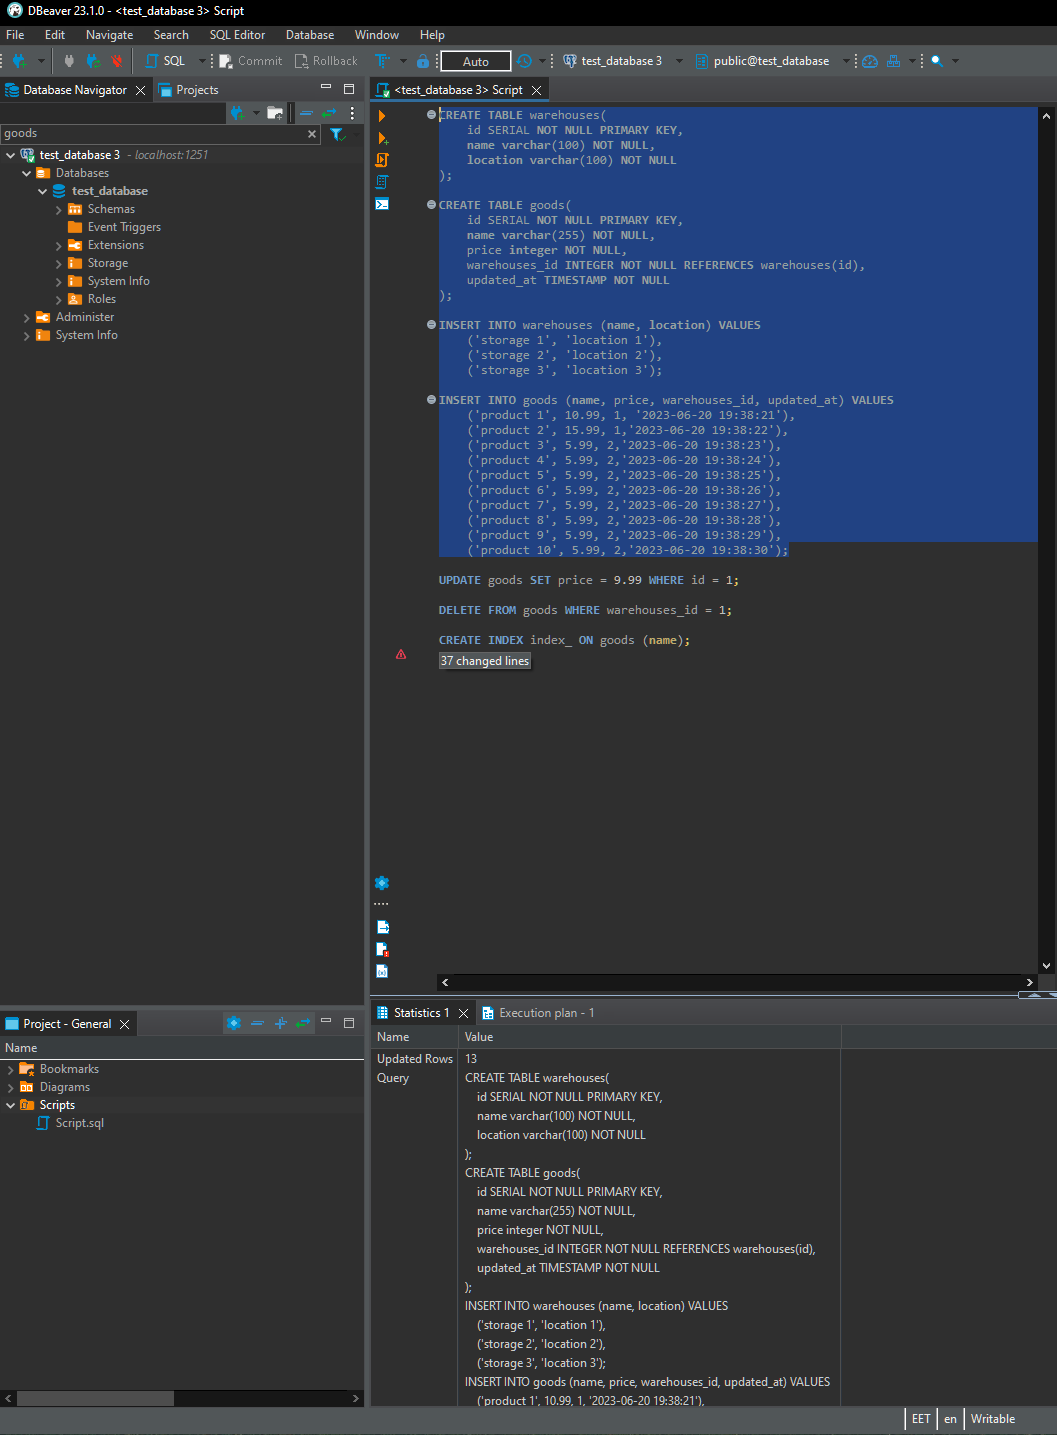 DBeaver 23.1.0 - <test_database 3> Script
File Edit Navigate Search SQL Editor Database Window Help
SQL Commit Rollback Auto test_database 3 public@test_database
Database Navigator Projects
goods
test_database 3 - localhost:1251
Databases
test_database
Schemas
Event Triggers
Extensions
Storage
System Info
Roles
Administer
System Info
<test_database 3> Script
CREATE TABLE warehouses(
id SERIAL NOT NULL PRIMARY KEY,
name varchar(100) NOT NULL,
location varchar(100) NOT NULL
);
CREATE TABLE goods(
id SERIAL NOT NULL PRIMARY KEY,
name varchar(255) NOT NULL,
price integer NOT NULL,
warehouses_id INTEGER NOT NULL REFERENCES warehouses(id),
updated_at TIMESTAMP NOT NULL
);
INSERT INTO warehouses (name, location) VALUES
('storage 1', 'location 1'),
('storage 2', 'location 2'),
('storage 3', 'location 3');
INSERT INTO goods (name, price, warehouses_id, updated_at) VALUES
('product 1', 10.99, 1, '2023-06-20 19:38:21'),
('product 2', 15.99, 1,'2023-06-20 19:38:22'),
('product 3', 5.99, 2,'2023-06-20 19:38:23'),
('product 4', 5.99, 2,'2023-06-20 19:38:24'),
('product 5', 5.99, 2,'2023-06-20 19:38:25'),
('product 6', 5.99, 2,'2023-06-20 19:38:26'),
('product 7', 5.99, 2,'2023-06-20 19:38:27'),
('product 8', 5.99, 2,'2023-06-20 19:38:28'),
('product 9', 5.99, 2,'2023-06-20 19:38:29'),
('product 10', 5.99, 2,'2023-06-20 19:38:30');
UPDATE goods SET price = 9.99 WHERE id = 1;
DELETE FROM goods WHERE warehouses_id = 1;
CREATE INDEX index_ ON goods (name);
37 changed lines
Project - General
Name
Bookmarks
Diagrams
Scripts
Script.sql
Statistics 1 Execution plan - 1
Name Value
Updated Rows 13
Query CREATE TABLE warehouses(
id SERIAL NOT NULL PRIMARY KEY,
name varchar(100) NOT NULL,
location varchar(100) NOT NULL
);
CREATE TABLE goods(
id SERIAL NOT NULL PRIMARY KEY,
name varchar(255) NOT NULL,
price integer NOT NULL,
warehouses_id INTEGER NOT NULL REFERENCES warehouses(id),
updated_at TIMESTAMP NOT NULL
);
INSERT INTO warehouses (name, location) VALUES
('storage 1', 'location 1'),
('storage 2', 'location 2'),
('storage 3', 'location 3');
INSERT INTO goods (name, price, warehouses_id, updated_at) VALUES
('product 1', 10.99, 1, '2023-06-20 19:38:21'),
EET en Writable